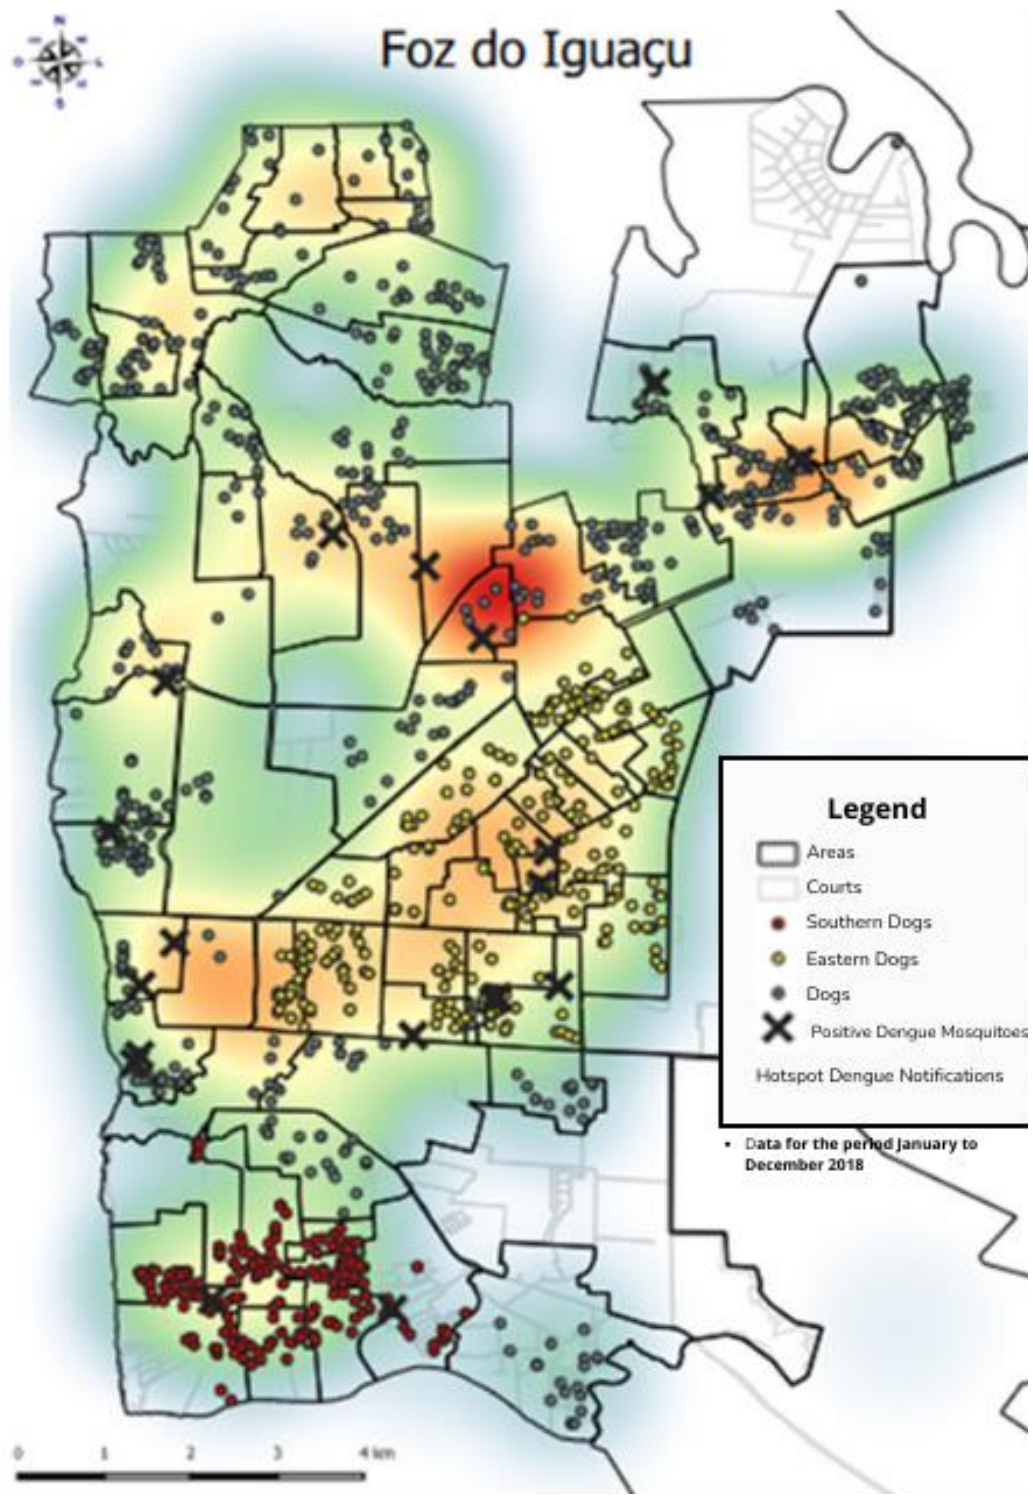 Foz do Iguaçu
N
S
Legend
Areas
Courts
Southern Dogs
Eastern Dogs
Dogs
Positive Dengue Mosquitoes
Hotspot Dengue Notifications
• Data for the period January to
December 2018
0 1 2 3 4 km